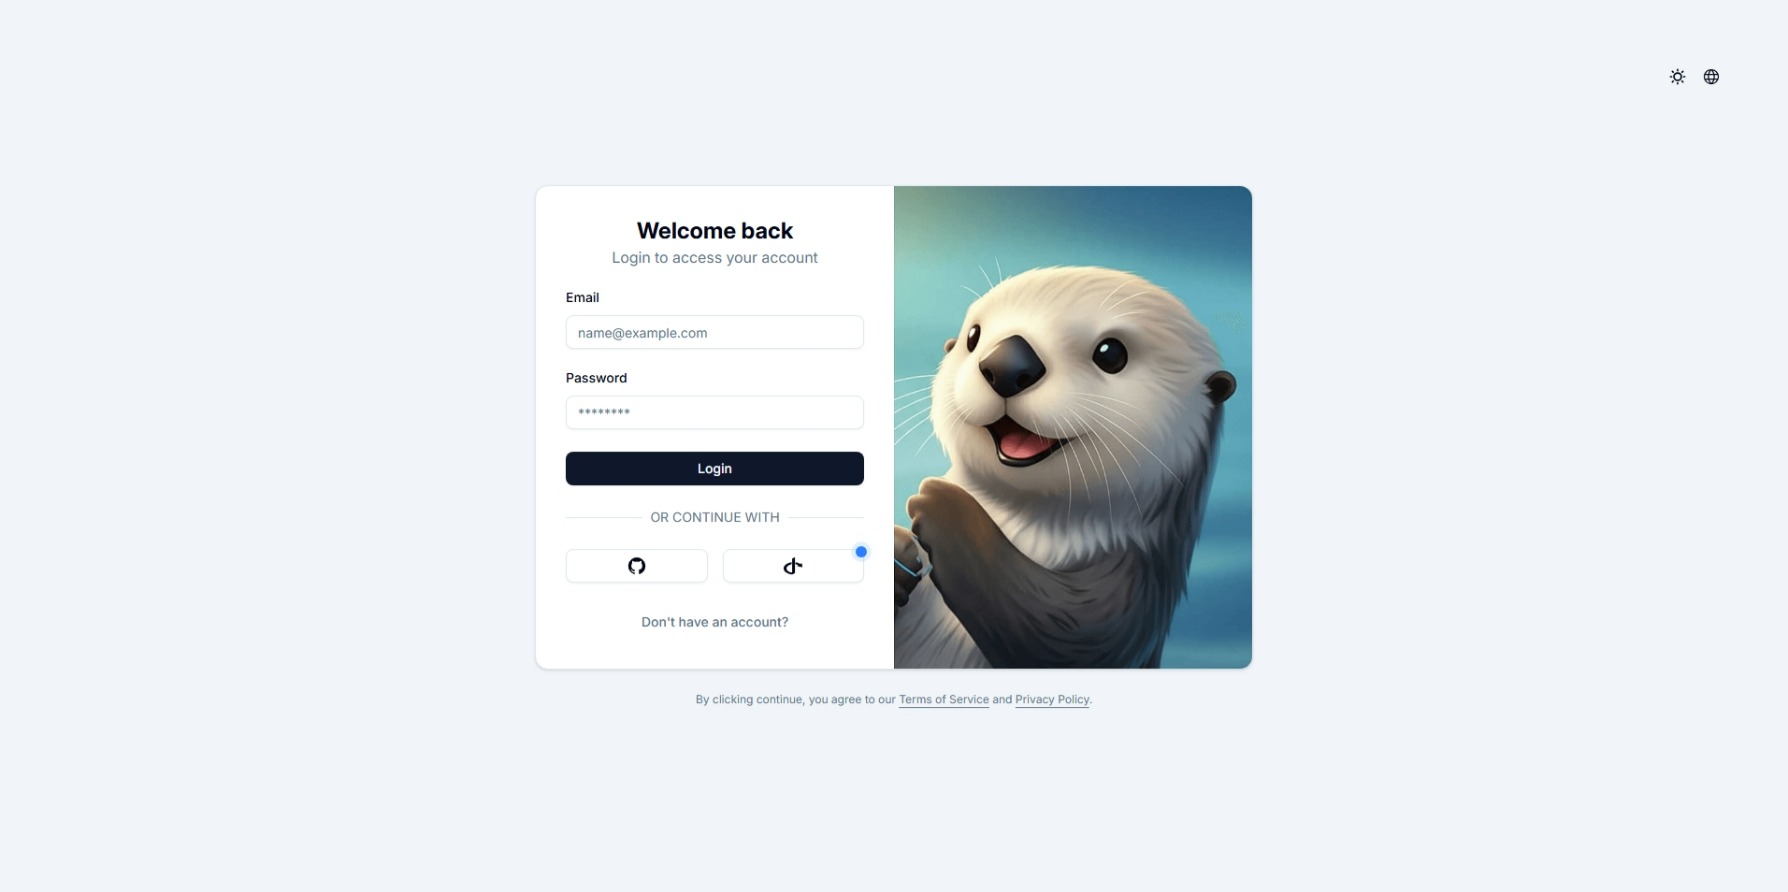 Welcome back
Login to access your account
Email
name@example.com
Password
********
Login
OR CONTINUE WITH
Don't have an account?
By clicking continue, you agree to our Terms of Service and Privacy Policy.